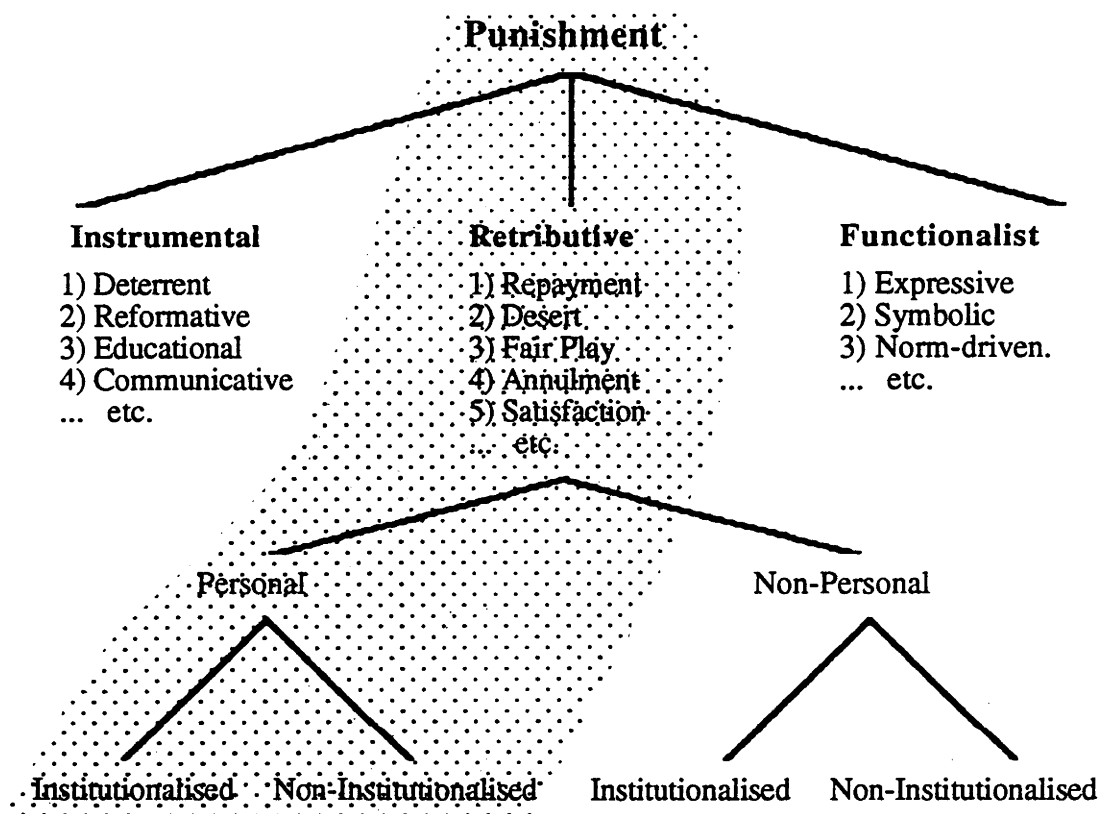 Punishment
Instrumental
1) Deterrent
2) Reformative
3) Educational
4) Communicative
... etc.
Retributive
1) Repayment
2) Desert
3) Fair Play
4) Annulment
5) Satisfaction
... etc.
Functionalist
1) Expressive
2) Symbolic
3) Norm-driven.
... etc.
Personal
Non-Personal
Institutionalised
Non-Institutionalised
Institutionalised
Non-Institutionalised